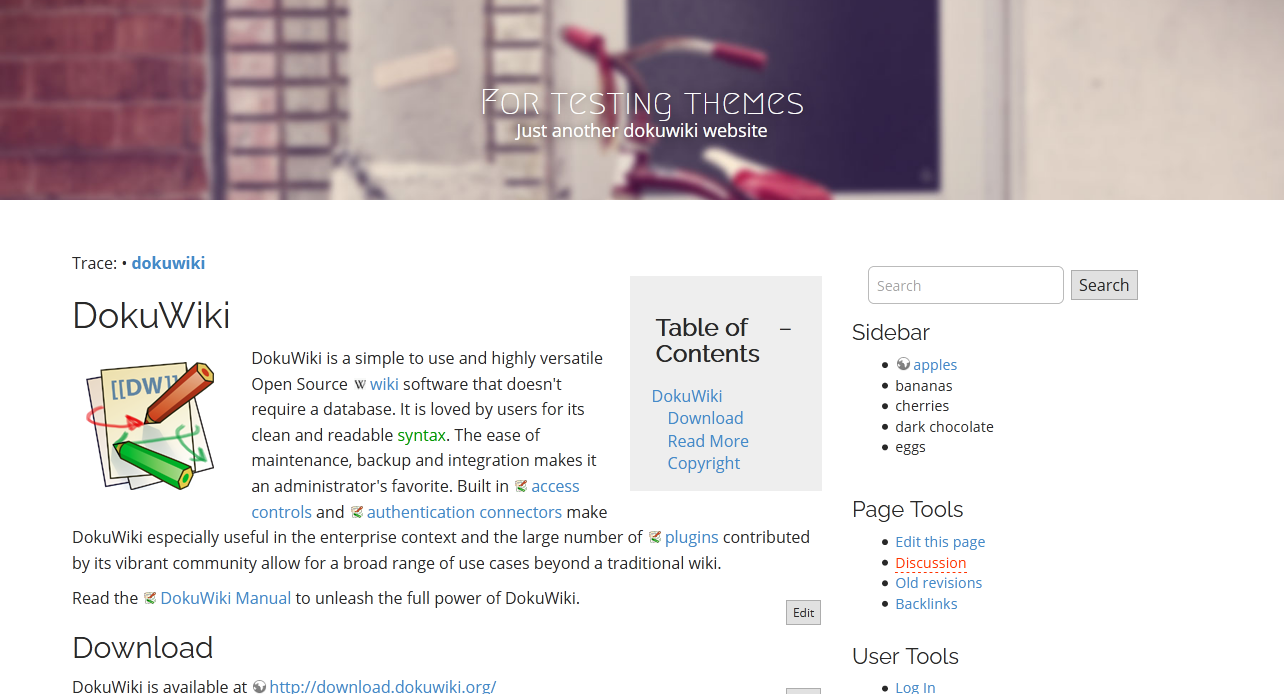 For testing themes
Just another dokuwiki website
Trace: • dokuwiki
DokuWiki
[[DW]]
DokuWiki is a simple to use and highly versatile
Open Source W wiki software that doesn't
require a database. It is loved by users for its
clean and readable syntax. The ease of
maintenance, backup and integration makes it
an administrator's favorite. Built in access
controls and authentication connectors make
DokuWiki especially useful in the enterprise context and the large number of plugins contributed
by its vibrant community allow for a broad range of use cases beyond a traditional wiki.
Read the DokuWiki Manual to unleash the full power of DokuWiki.
Edit
Download
DokuWiki is available at http://download.dokuwiki.org/
Table of
Contents
−
DokuWiki
Download
Read More
Copyright
Search
Search
Sidebar
• apples
• bananas
• cherries
• dark chocolate
• eggs
Page Tools
• Edit this page
• Discussion
• Old revisions
• Backlinks
User Tools
• Log In